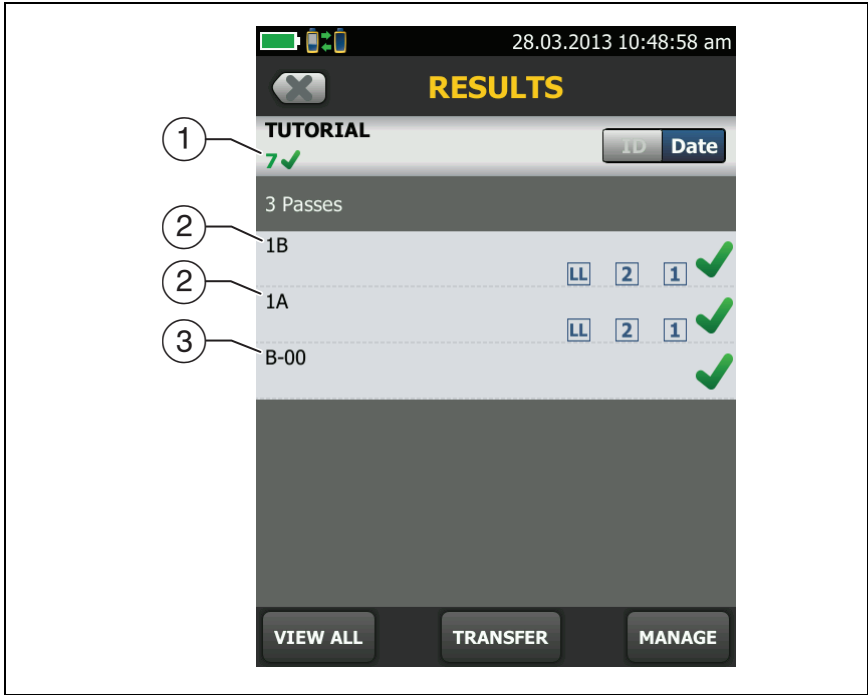 28.03.2013 10:48:58 am
RESULTS
TUTORIAL
1
7
ID Date
3 Passes
2
1B
LL 2 1
2
1A
LL 2 1
3
B-00
VIEW ALL TRANSFER MANAGE